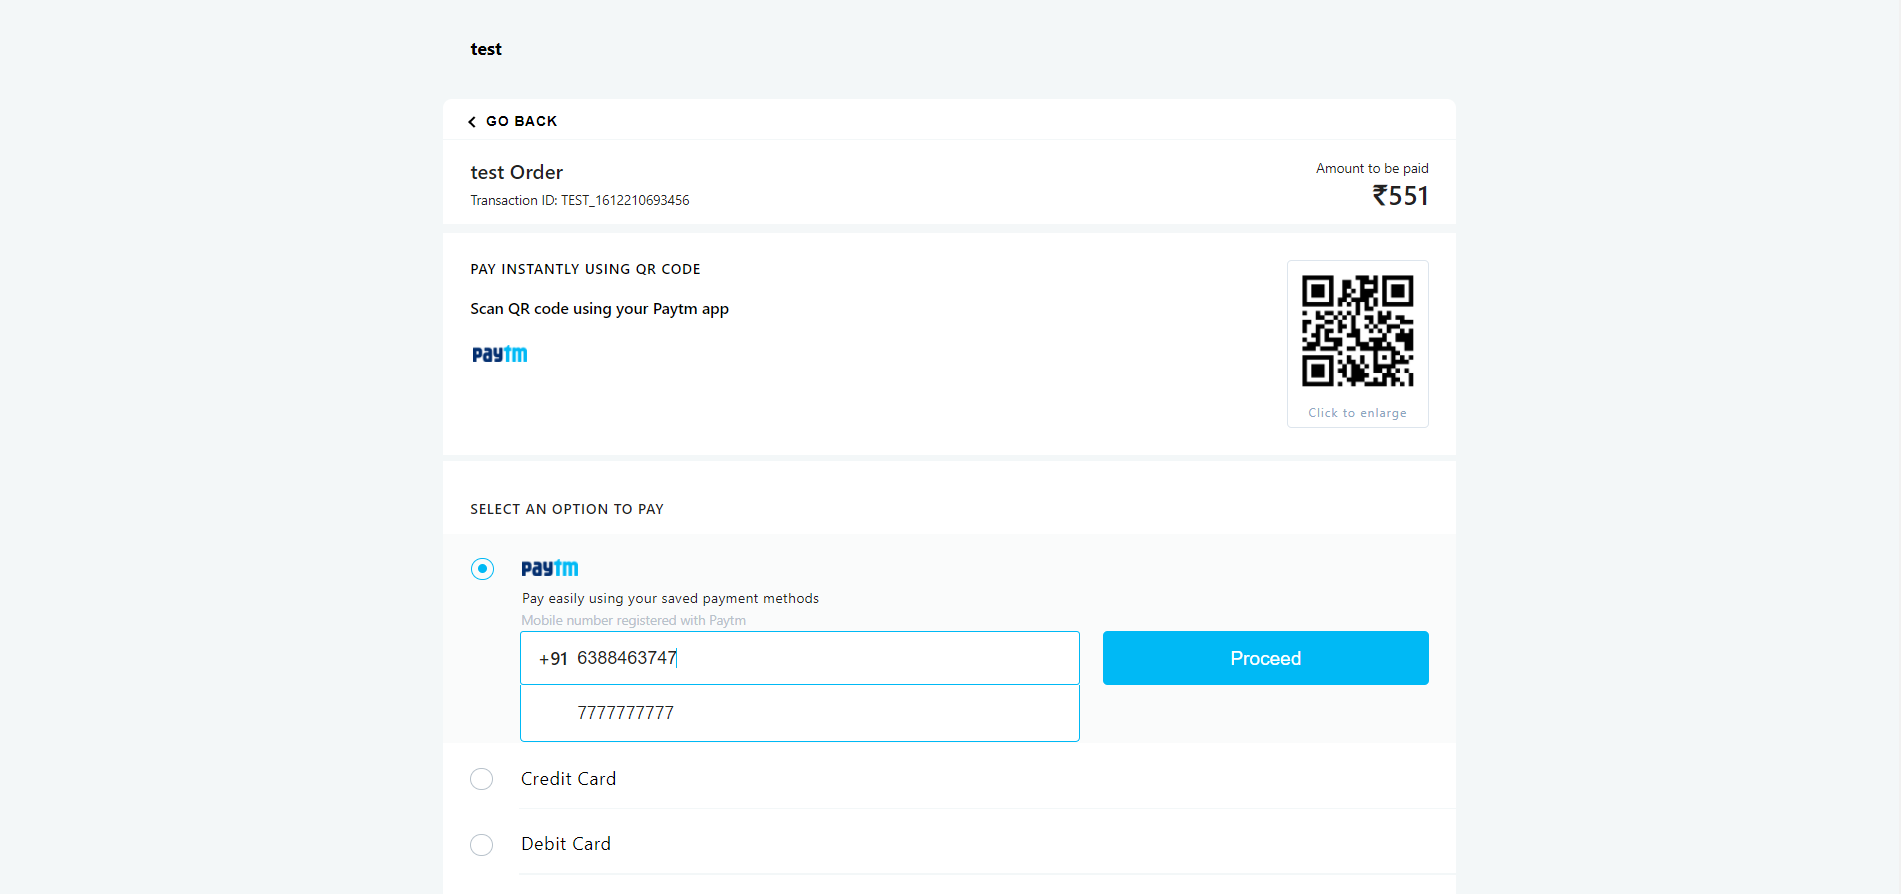 test
GO BACK
test Order
Transaction ID: TEST_1612210693456
Amount to be paid
₹551
PAY INSTANTLY USING QR CODE
Scan QR code using your Paytm app
paytm
Click to enlarge
SELECT AN OPTION TO PAY
paytm
Pay easily using your saved payment methods
Mobile number registered with Paytm
+91 6388463747
Proceed
7777777777
Credit Card
Debit Card